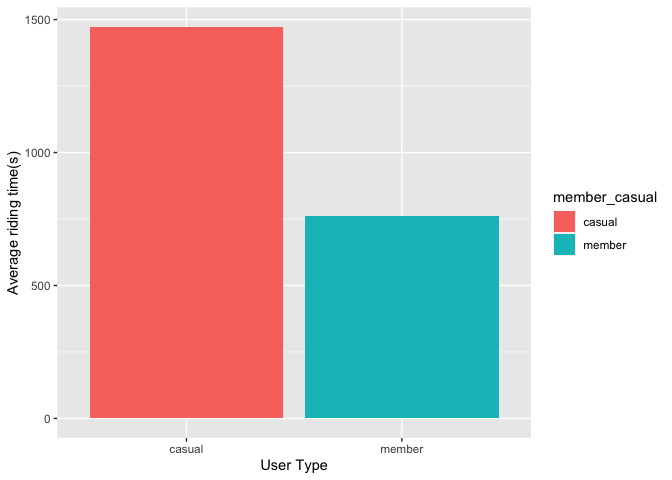 1500
1000
500
0
Average riding time(s)
casual
member
User Type
member_casual
casual
member